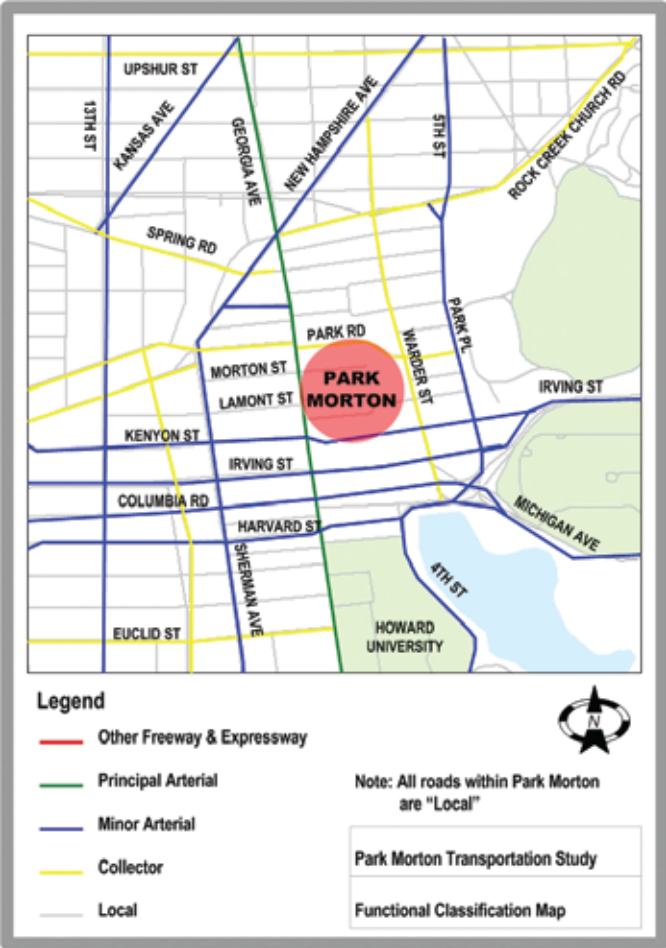 UPSHUR ST
13TH ST
KANSAS AVE
GEORGIA AVE
NEW HAMPSHIRE AVE
5TH ST
ROCK CREEK CHURCH RD
SPRING RD
PARK RD
PARK PL
WARDER ST
MORTON ST
PARK
MORTON
LAMONT ST
IRVING ST
KENYON ST
IRVING ST
COLUMBIA RD
HARVARD ST
MICHIGAN AVE
SHERMAN AVE
4TH ST
EUCLID ST
HOWARD
UNIVERSITY
Legend
Other Freeway & Expressway
Principal Arterial
Minor Arterial
Collector
Local
N
Note: All roads within Park Morton
are “Local”
Park Morton Transportation Study
Functional Classification Map